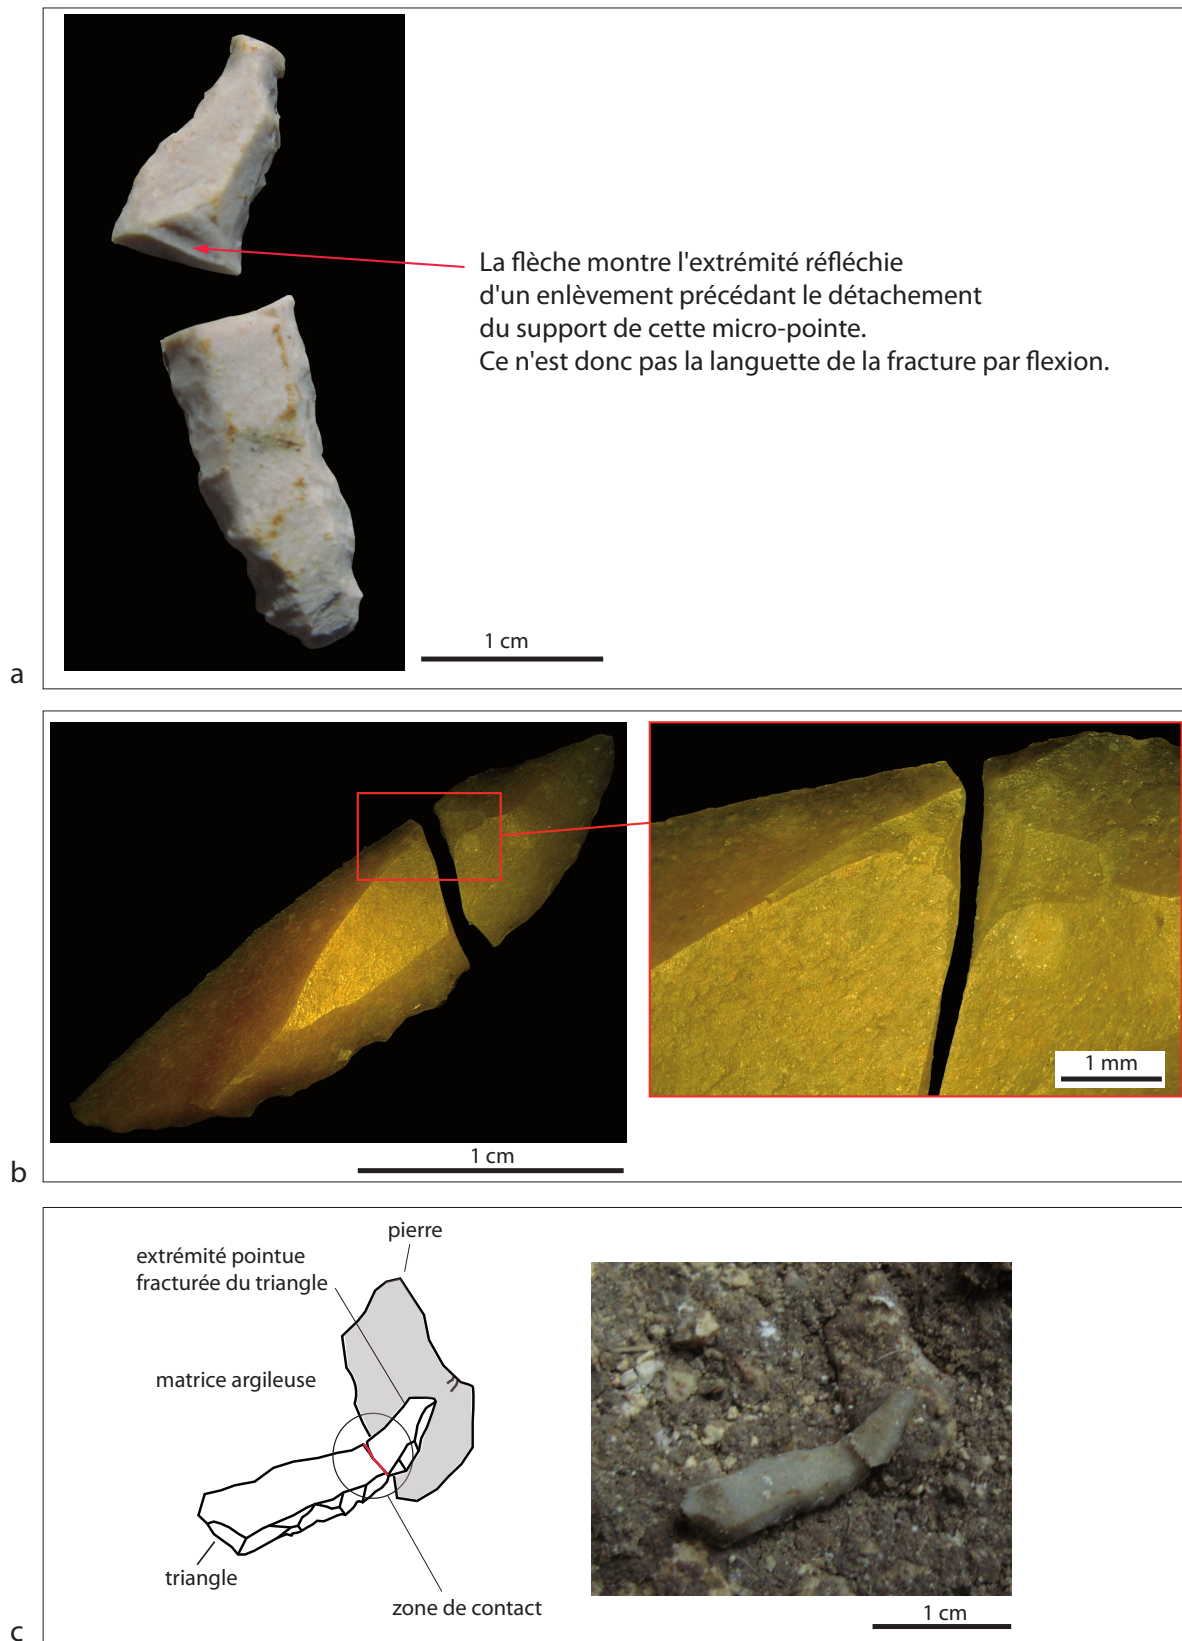 La flèche montre l'extrémité réfléchie
d'un enlèvement précédant le détachement
du support de cette micro-pointe.
Ce n'est donc pas la languette de la fracture par flexion.
1 cm
a
1 mm
1 cm
b
pierre
extrémité pointue
fracturée du triangle
matrice argileuse
triangle
zone de contact
1 cm
c